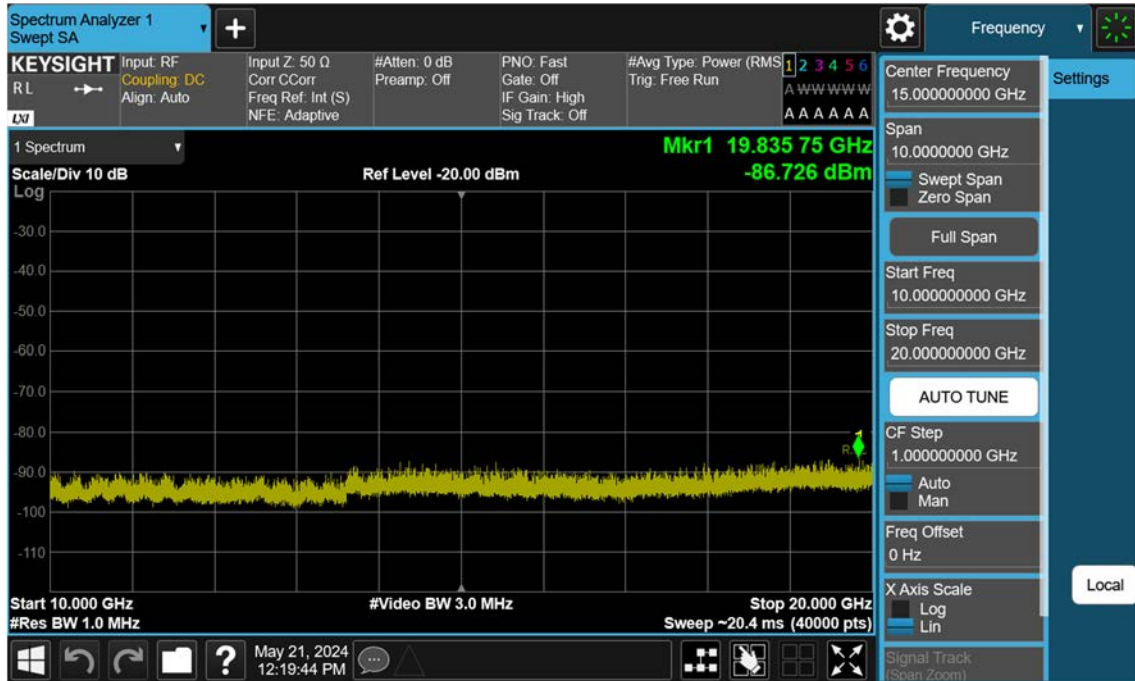 Spectrum Analyzer 1
Swept SA
Frequency
KEYSIGHT
R L
LXI
Input: RF
Coupling: DC
Align: Auto
Input Z: 50 Ω
Corr CCorr
Freq Ref: Int (S)
NFE: Adaptive
#Atten: 0 dB
Preamp: Off
PNO: Fast
Gate: Off
IF Gain: High
Sig Track: Off
#Avg Type: Power (RMS
Trig: Free Run
1 2 3 4 5 6
A W W W W W
A A A A A A
1 Spectrum
Scale/Div 10 dB
Ref Level -20.00 dBm
Mkr1 19.835 75 GHz
-86.726 dBm
Log
-30.0
-40.0
-50.0
-60.0
-70.0
-80.0
-90.0
-100
-110
1
Start 10.000 GHz
#Video BW 3.0 MHz
Stop 20.000 GHz
#Res BW 1.0 MHz
Sweep ~20.4 ms (40000 pts)
?
May 21, 2024
12:19:44 PM
Center Frequency
15.000000000 GHz
Span
10.0000000 GHz
Swept Span
Zero Span
Full Span
Start Freq
10.000000000 GHz
Stop Freq
20.000000000 GHz
AUTO TUNE
CF Step
1.000000000 GHz
Auto
Man
Freq Offset
0 Hz
X Axis Scale
Log
Lin
Signal Track
(Span Zoom)
Settings
Local